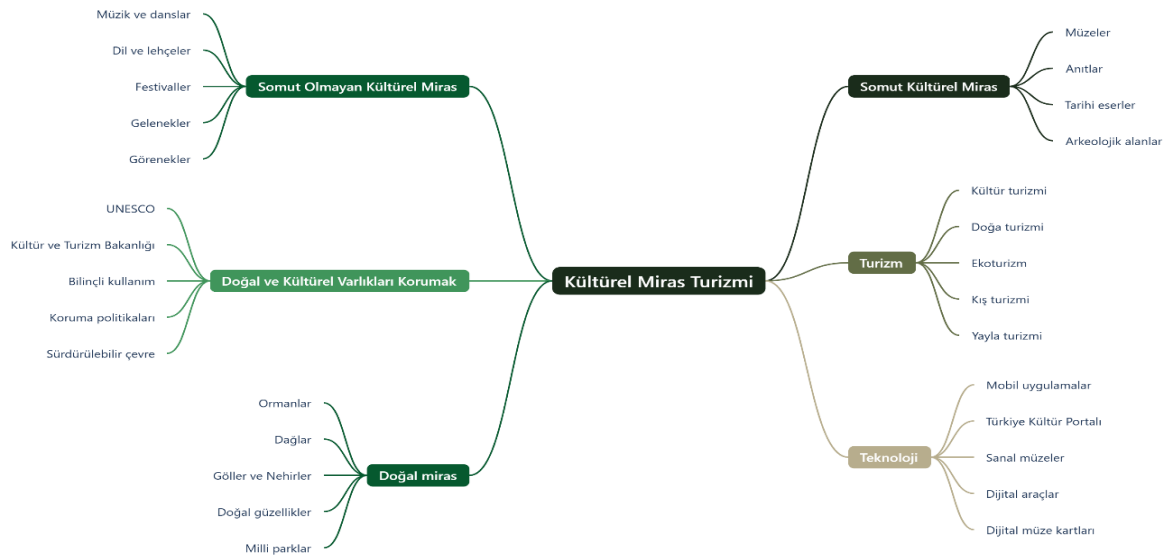 Kültürel Miras Turizmi
Somut Olmayan Kültürel Miras
Müzik ve danslar
Dil ve lehçeler
Festivaller
Gelenekler
Görenekler
Doğal ve Kültürel Varlıkları Korumak
UNESCO
Kültür ve Turizm Bakanlığı
Bilinçli kullanım
Koruma politikaları
Sürdürülebilir çevre
Doğal miras
Ormanlar
Dağlar
Göller ve Nehirler
Doğal güzellikler
Milli parklar
Somut Kültürel Miras
Müzeler
Anıtlar
Tarihi eserler
Arkeolojik alanlar
Turizm
Kültür turizmi
Doğa turizmi
Ekoturizm
Kış turizmi
Yayla turizmi
Teknoloji
Mobil uygulamalar
Türkiye Kültür Portalı
Sanal müzeler
Dijital araçlar
Dijital müze kartları